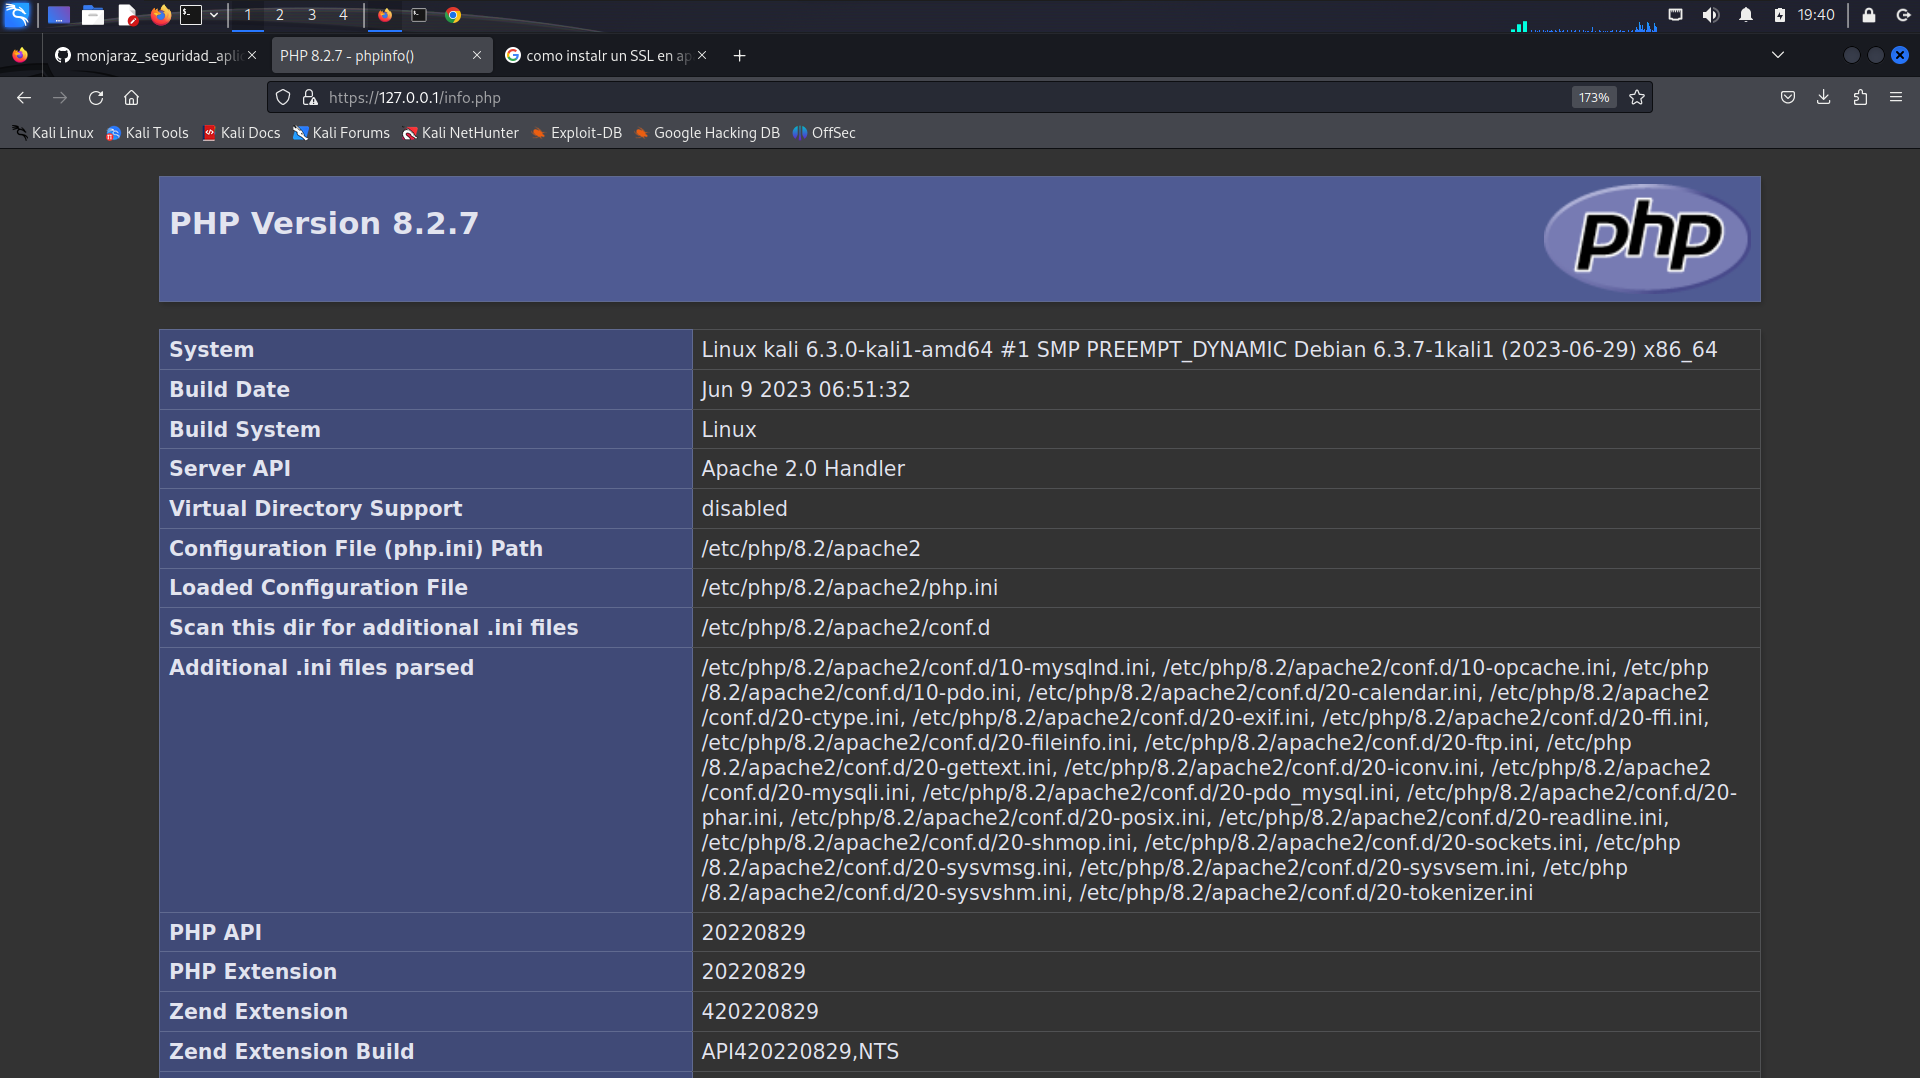 1 2 3 4
19:40
monjaraz_seguridad_apli
PHP 8.2.7 - phpinfo()
como instalr un SSL en ap
https://127.0.0.1/info.php
173%
Kali Linux Kali Tools Kali Docs Kali Forums Kali NetHunter Exploit-DB Google Hacking DB OffSec
PHP Version 8.2.7
php
System Linux kali 6.3.0-kali1-amd64 #1 SMP PREEMPT_DYNAMIC Debian 6.3.7-1kali1 (2023-06-29) x86_64
Build Date Jun 9 2023 06:51:32
Build System Linux
Server API Apache 2.0 Handler
Virtual Directory Support disabled
Configuration File (php.ini) Path /etc/php/8.2/apache2
Loaded Configuration File /etc/php/8.2/apache2/php.ini
Scan this dir for additional .ini files /etc/php/8.2/apache2/conf.d
Additional .ini files parsed /etc/php/8.2/apache2/conf.d/10-mysqlnd.ini, /etc/php/8.2/apache2/conf.d/10-opcache.ini, /etc/php
/8.2/apache2/conf.d/10-pdo.ini, /etc/php/8.2/apache2/conf.d/20-calendar.ini, /etc/php/8.2/apache2
/conf.d/20-ctype.ini, /etc/php/8.2/apache2/conf.d/20-exif.ini, /etc/php/8.2/apache2/conf.d/20-ffi.ini,
/etc/php/8.2/apache2/conf.d/20-fileinfo.ini, /etc/php/8.2/apache2/conf.d/20-ftp.ini, /etc/php
/8.2/apache2/conf.d/20-gettext.ini, /etc/php/8.2/apache2/conf.d/20-iconv.ini, /etc/php/8.2/apache2
/conf.d/20-mysqli.ini, /etc/php/8.2/apache2/conf.d/20-pdo_mysql.ini, /etc/php/8.2/apache2/conf.d/20-
phar.ini, /etc/php/8.2/apache2/conf.d/20-posix.ini, /etc/php/8.2/apache2/conf.d/20-readline.ini,
/etc/php/8.2/apache2/conf.d/20-shmop.ini, /etc/php/8.2/apache2/conf.d/20-sockets.ini, /etc/php
/8.2/apache2/conf.d/20-sysvmsg.ini, /etc/php/8.2/apache2/conf.d/20-sysvsem.ini, /etc/php
/8.2/apache2/conf.d/20-sysvshm.ini, /etc/php/8.2/apache2/conf.d/20-tokenizer.ini
PHP API 20220829
PHP Extension 20220829
Zend Extension 420220829
Zend Extension Build API420220829,NTS